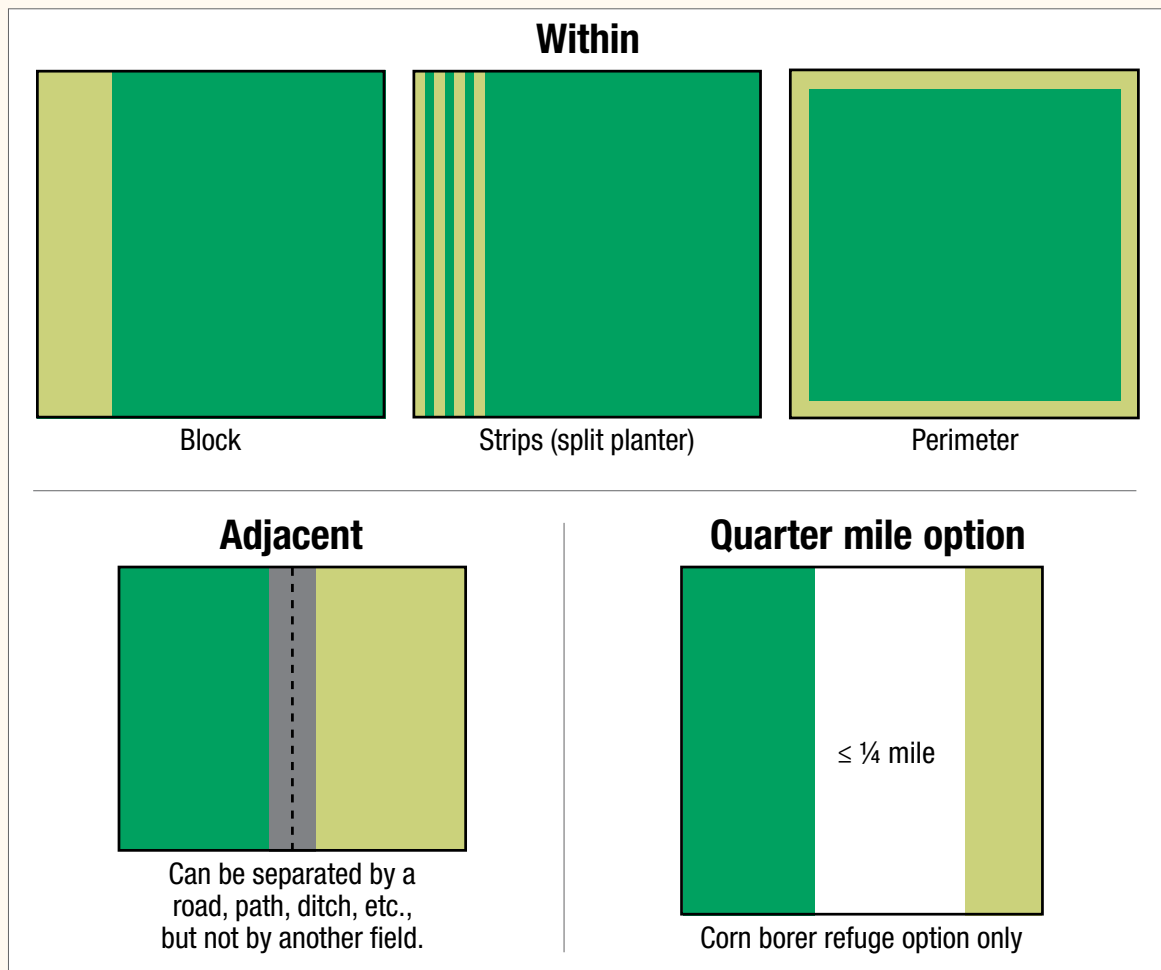 Within
Block
Strips (split planter)
Perimeter
Adjacent
Can be separated by a
road, path, ditch, etc.,
but not by another field.
Quarter mile option
≤ ¼ mile
Corn borer refuge option only